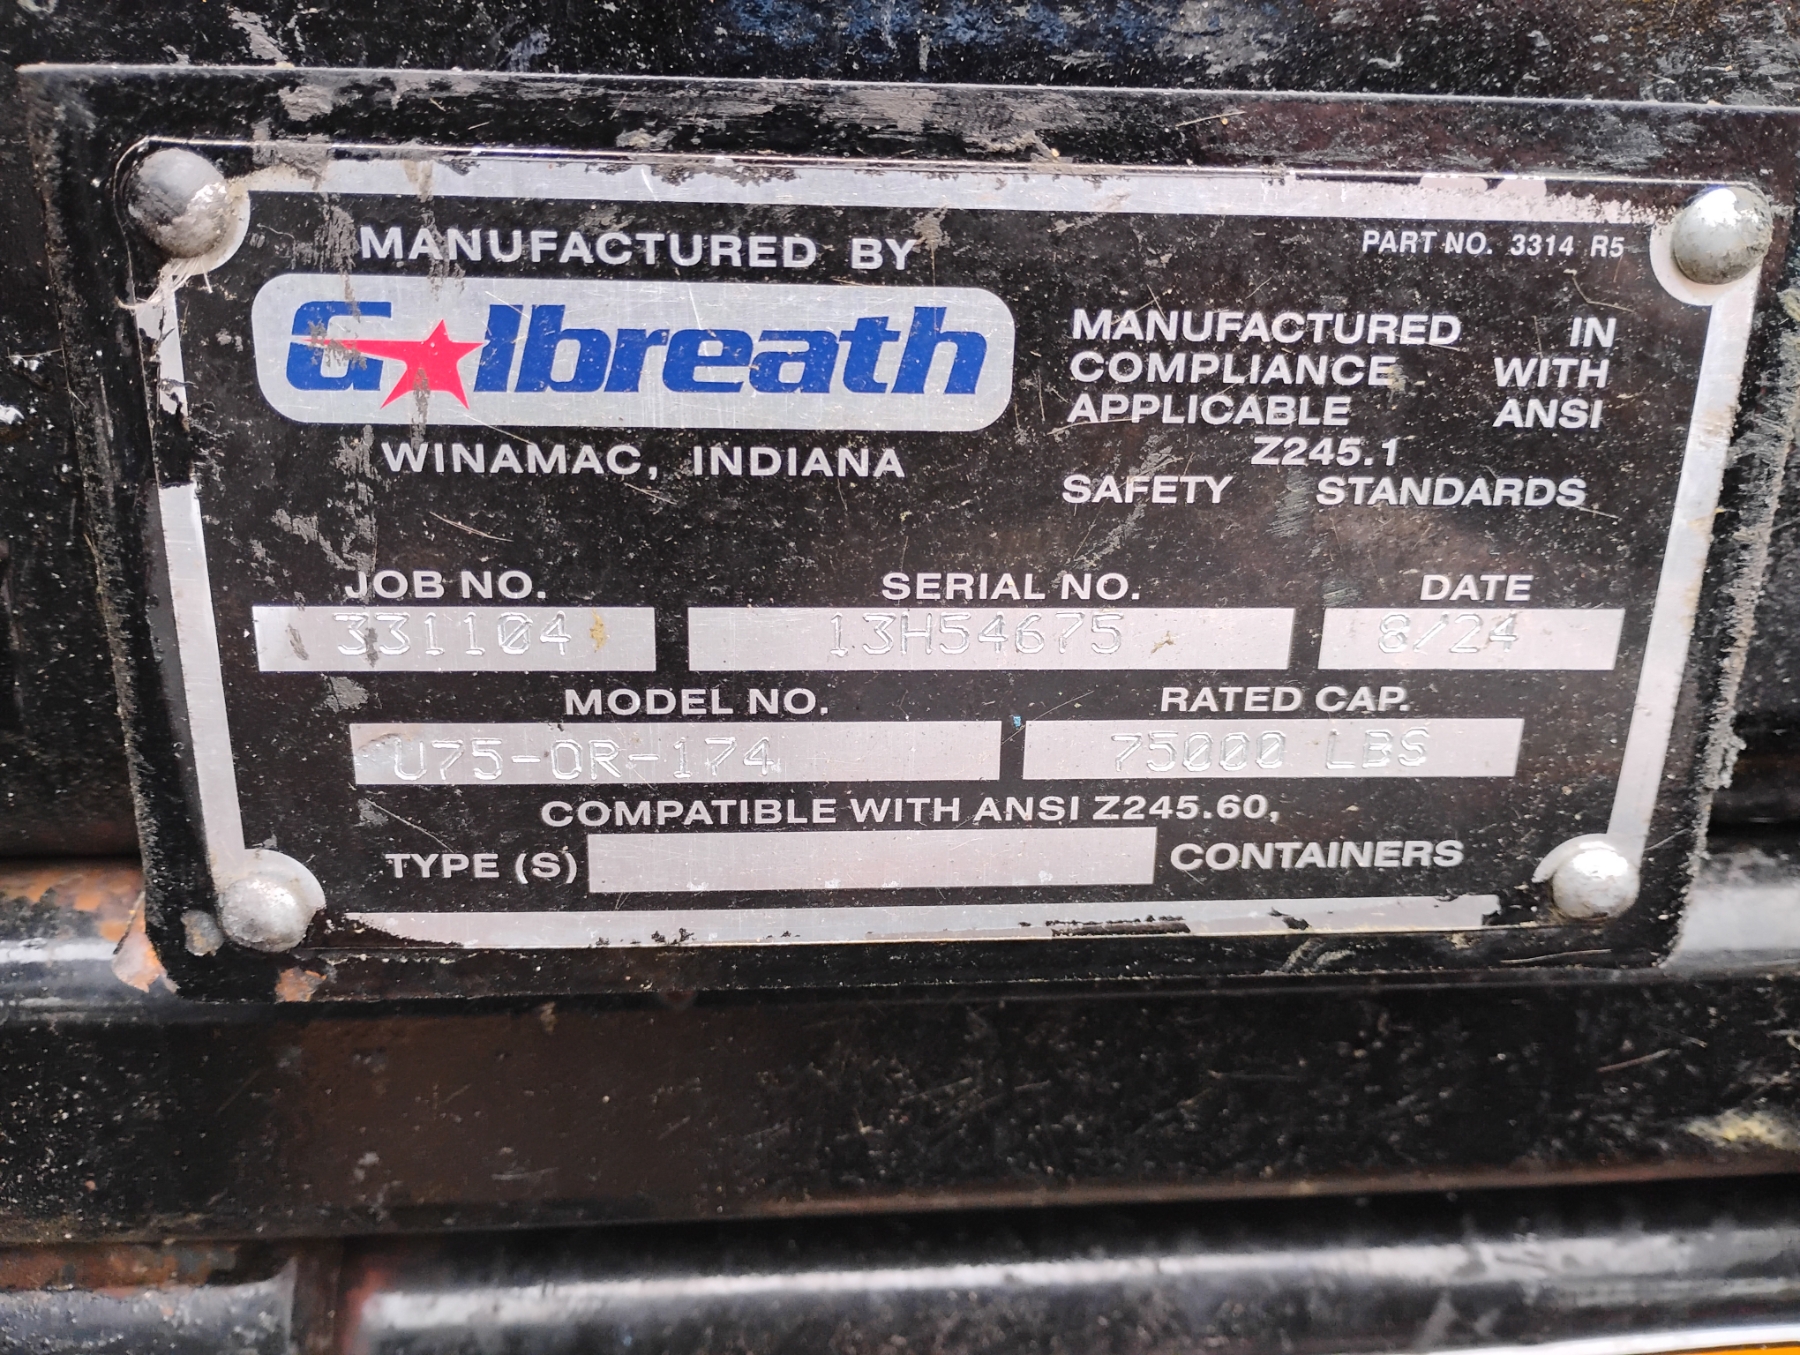 MANUFACTURED BY
Galbreath
WINAMAC, INDIANA
PART NO. 3314 R5
MANUFACTURED IN
COMPLIANCE WITH
APPLICABLE ANSI
Z245.1
SAFETY STANDARDS
JOB NO. SERIAL NO. DATE
331104 13H54675 8/24
MODEL NO. RATED CAP.
U75-OR-174 75000 LBS
COMPATIBLE WITH ANSI Z245.60,
TYPE (S) CONTAINERS